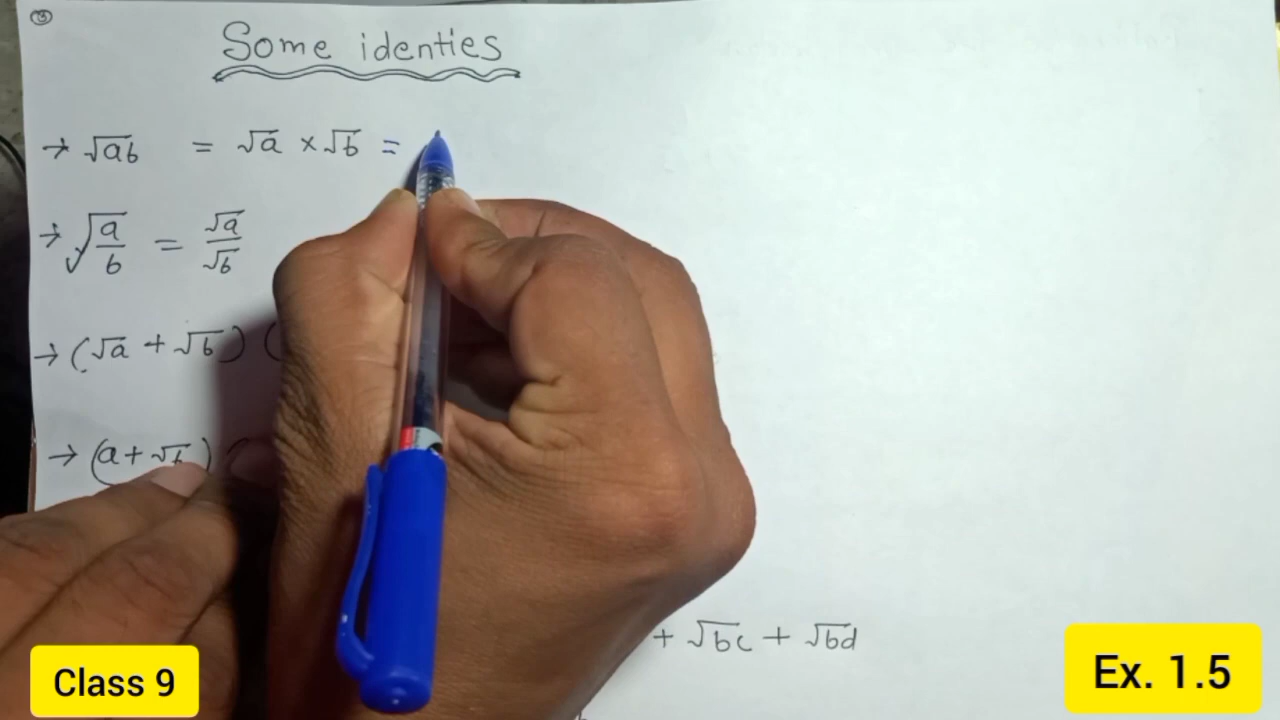 Some identies
→ √ab = √a × √b =
→ √a/b = √a/√b
→ (√a + √b) (
→ (a + √b) (
+ √bc + √bd
Class 9
Ex. 1.5